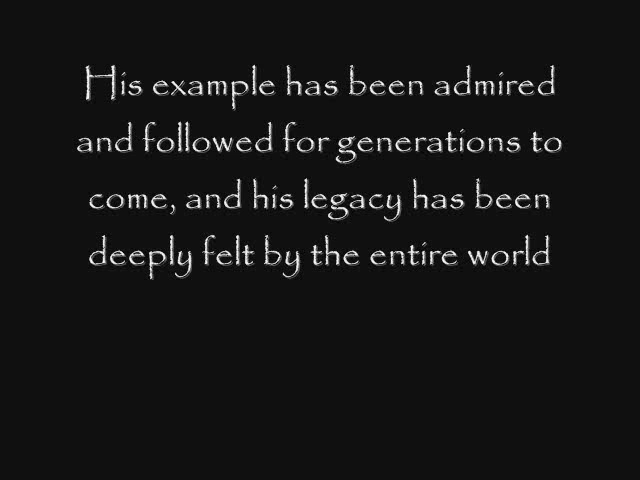 His example has been admired
and followed for generations to
come, and his legacy has been
deeply felt by the entire world